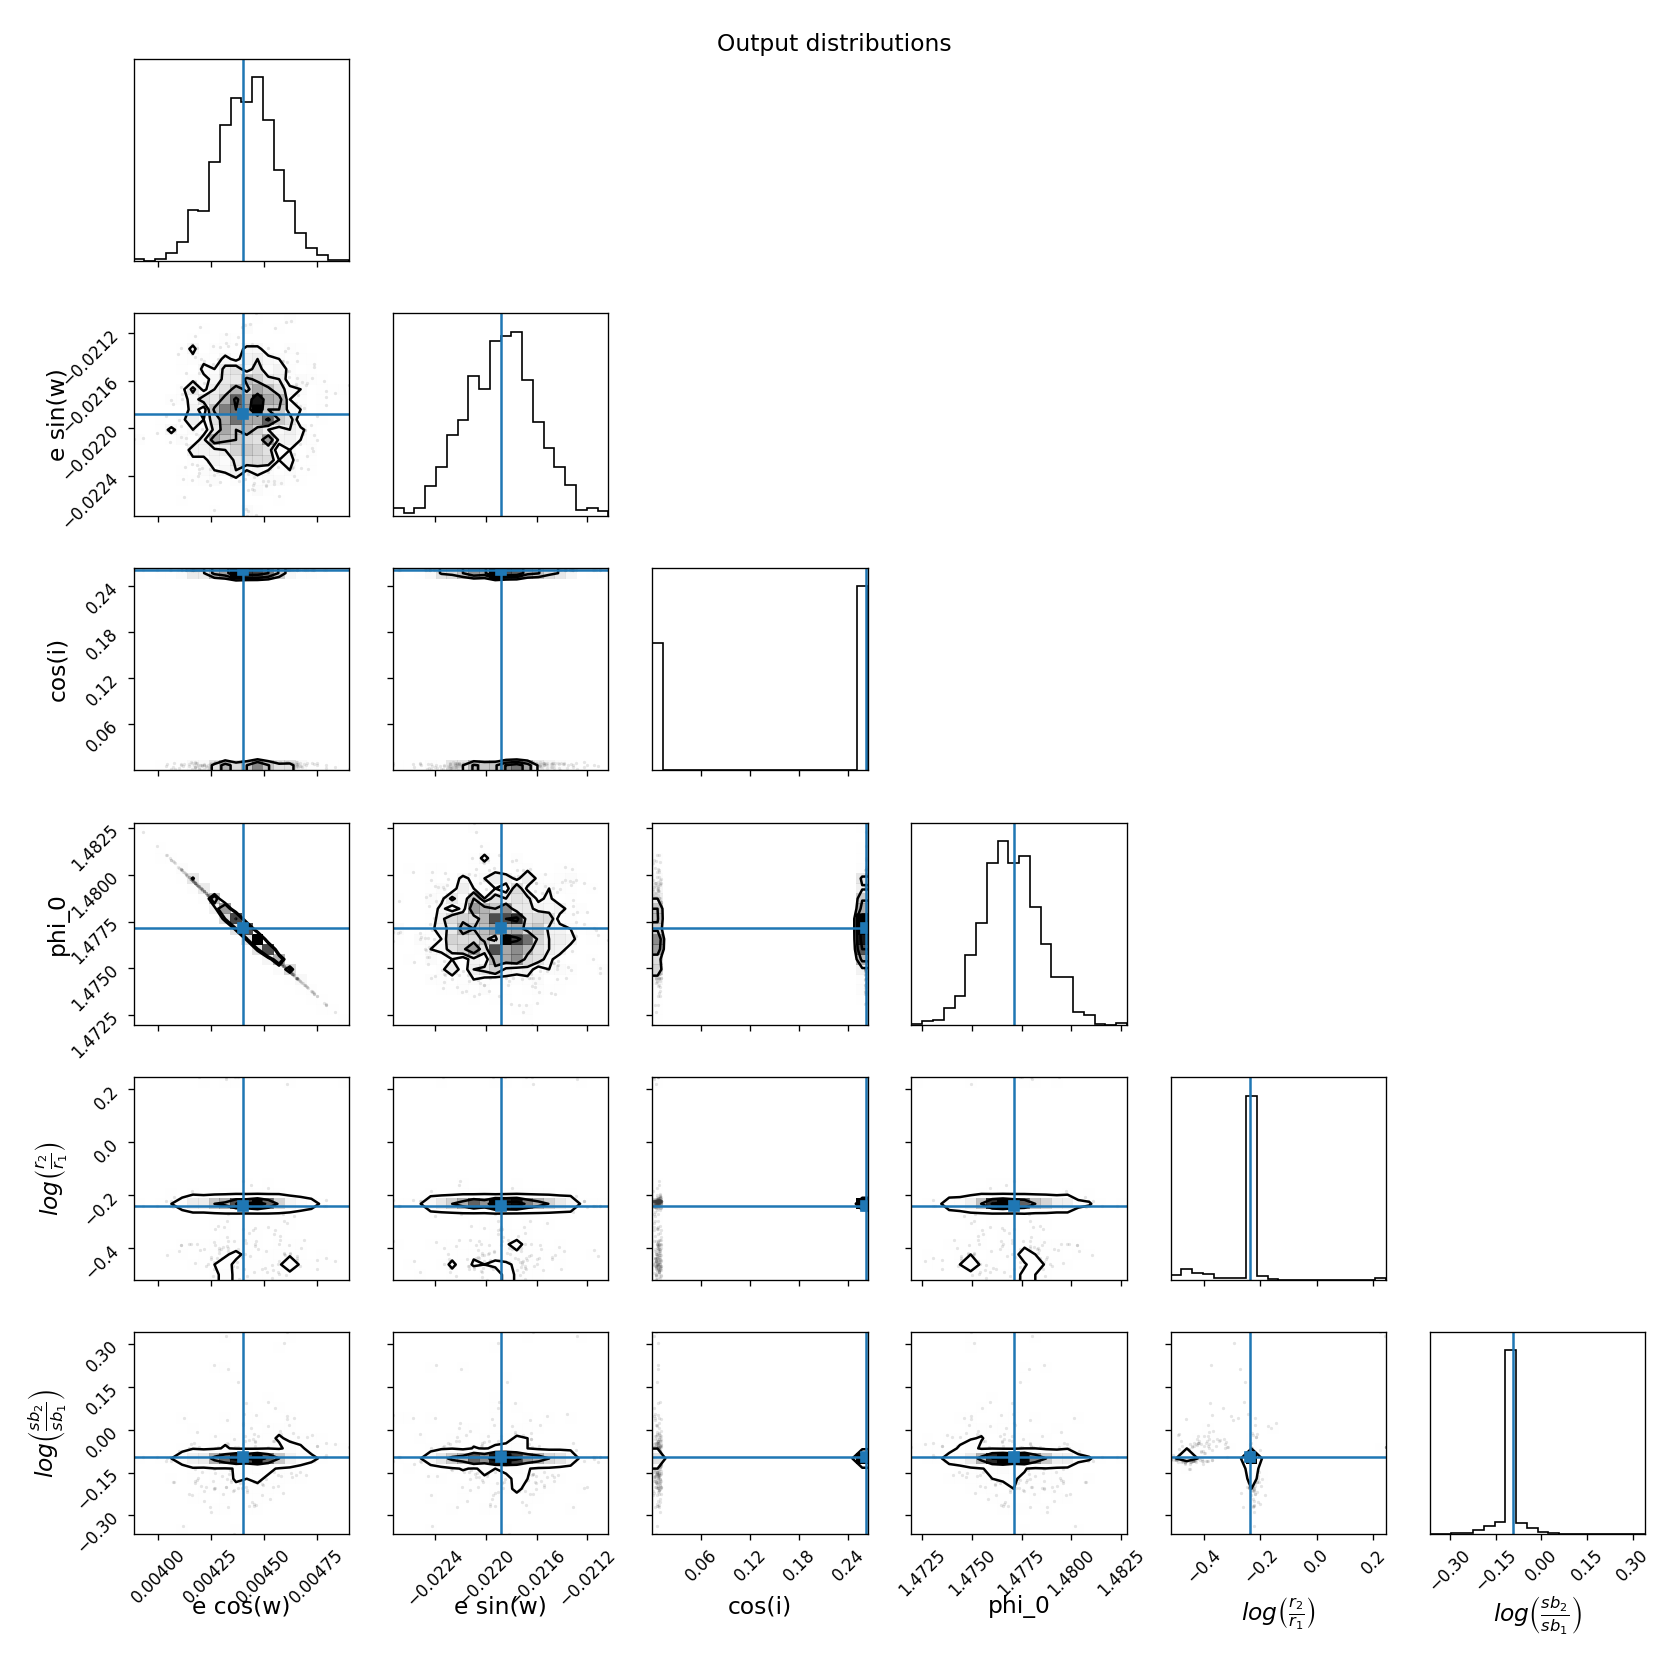 Output distributions
e sin(w)
−0.0212
−0.0216
−0.0220
−0.0224
cos(i)
0.24
0.18
0.12
0.06
phi_0
1.4825
1.4800
1.4775
1.4750
1.4725
log(r₂/r₁)
0.2
0.0
−0.2
−0.4
log(sb₂/sb₁)
0.30
0.15
0.00
−0.15
−0.30
0.00400 0.00425 0.00450 0.00475
−0.0224 −0.0220 −0.0216 −0.0212
0.06 0.12 0.18 0.24
1.4725 1.4750 1.4775 1.4800 1.4825
−0.4 −0.2 0.0 0.2
−0.30 −0.15 0.00 0.15 0.30
e cos(w) e sin(w) cos(i) phi_0 log(r₂/r₁) log(sb₂/sb₁)